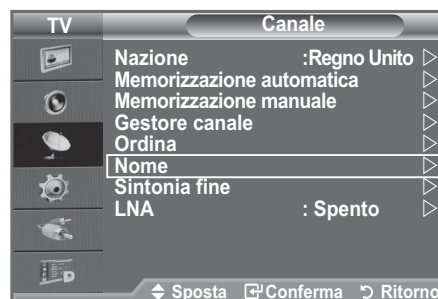 TV Canale
Nazione :Regno Unito
Memorizzazione automatica
Memorizzazione manuale
Gestore canale
Ordina
Nome
Sintonia fine
LNA : Spento
Sposta Conferma Ritorno